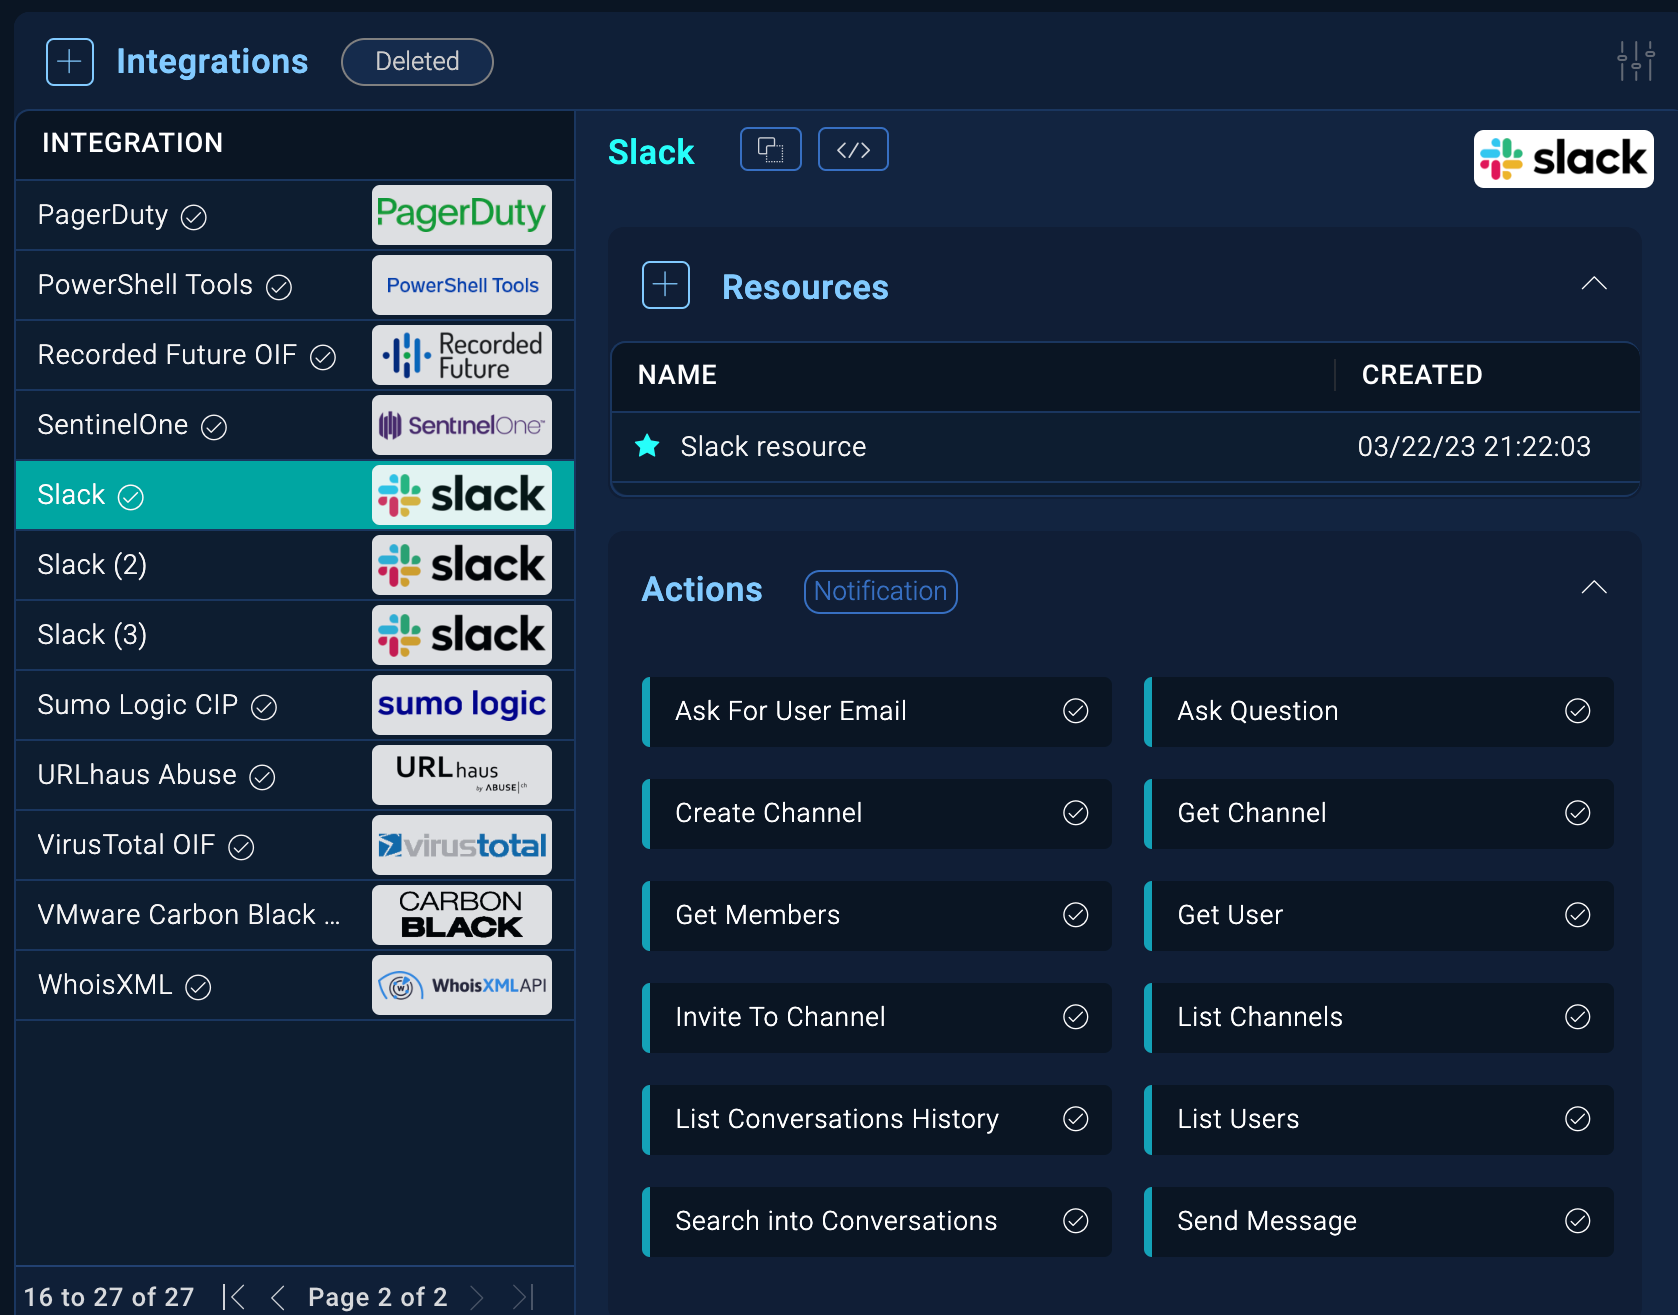 Integrations
Deleted
INTEGRATION
PagerDuty
PagerDuty
PowerShell Tools
PowerShell Tools
Recorded Future OIF
Recorded
Future
SentinelOne
SentinelOne
Slack
slack
Slack (2)
slack
Slack (3)
slack
Sumo Logic CIP
sumo logic
URLhaus Abuse
URLhaus
by ABUSE|ch
VirusTotal OIF
virustotal
VMware Carbon Black ...
CARBON
BLACK
WhoisXML
W
WhoisXMLAPI
16 to 27 of 27
Page 2 of 2
Slack
</>
slack
Resources
NAME
CREATED
Slack resource
03/22/23 21:22:03
Actions
Notification
Ask For User Email
Ask Question
Create Channel
Get Channel
Get Members
Get User
Invite To Channel
List Channels
List Conversations History
List Users
Search into Conversations
Send Message